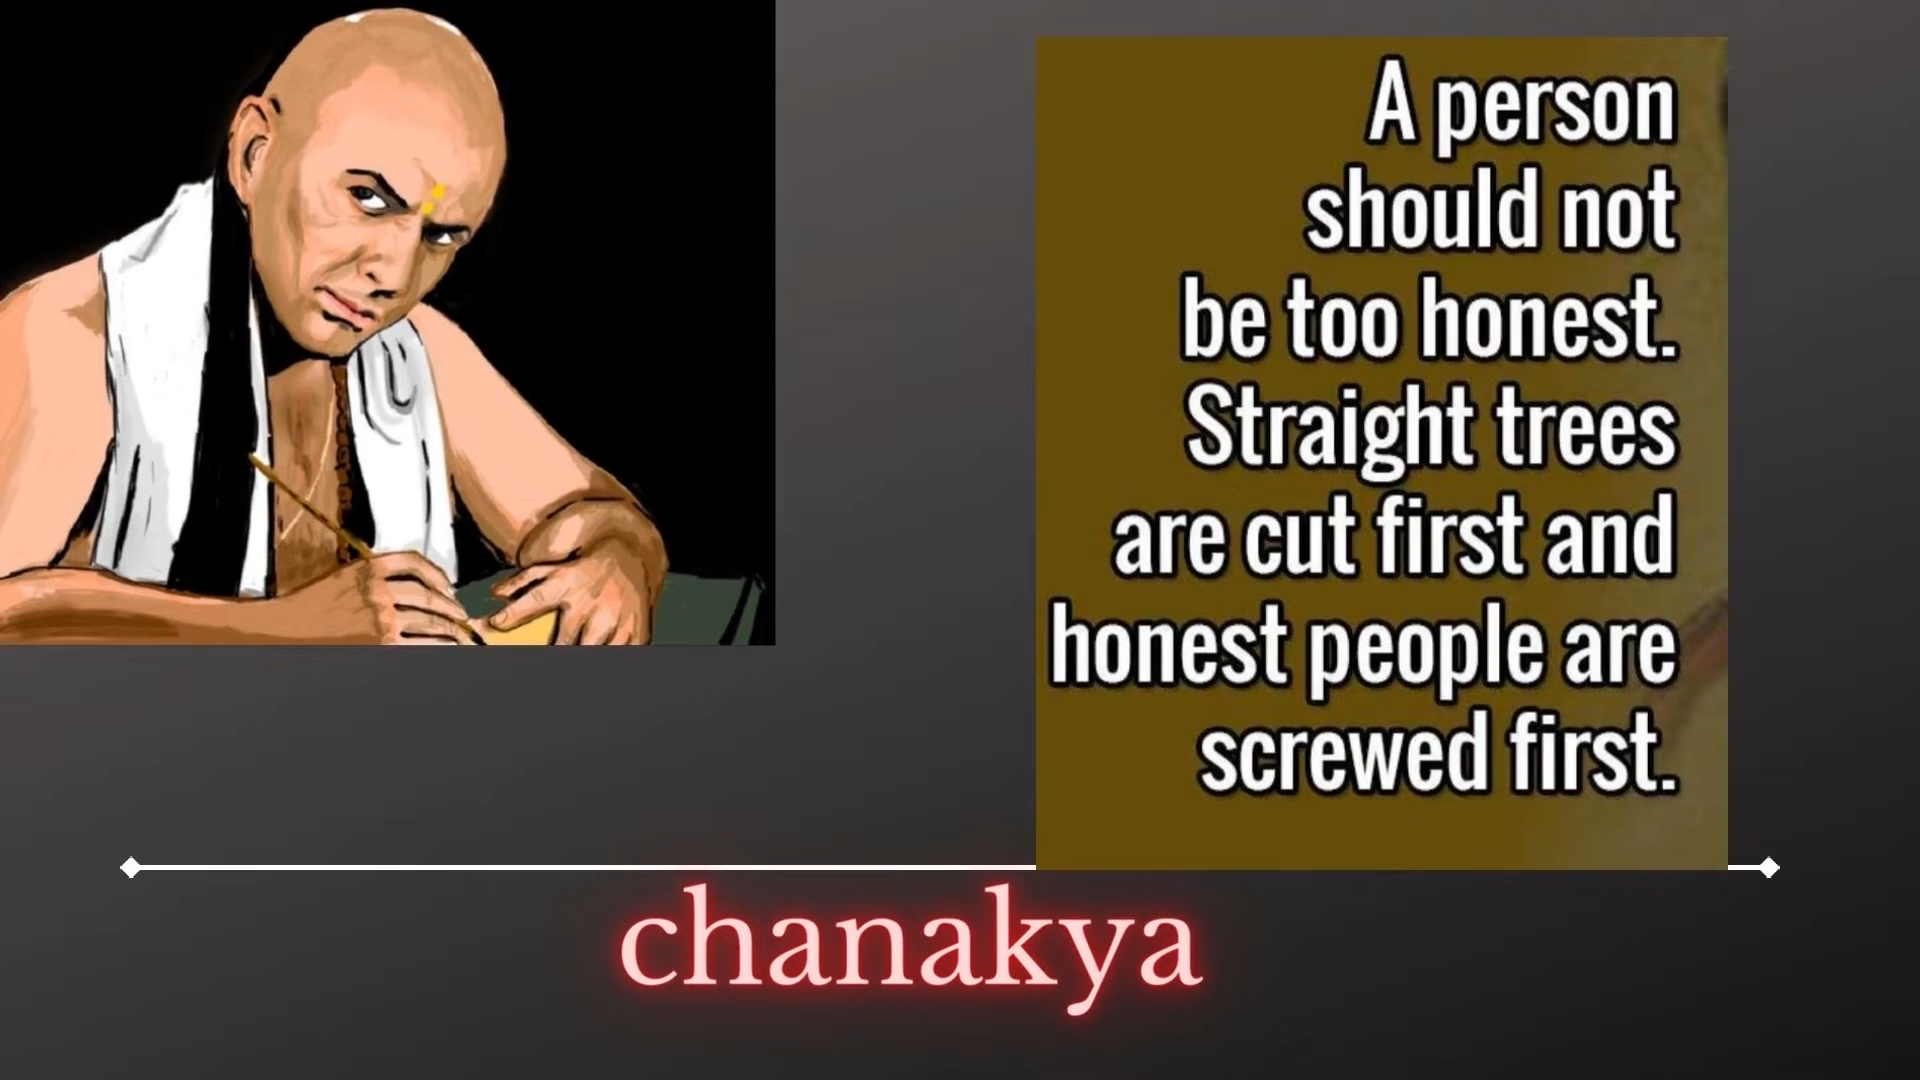 A person
should not
be too honest.
Straight trees
are cut first and
honest people are
screwed first.
chanakya